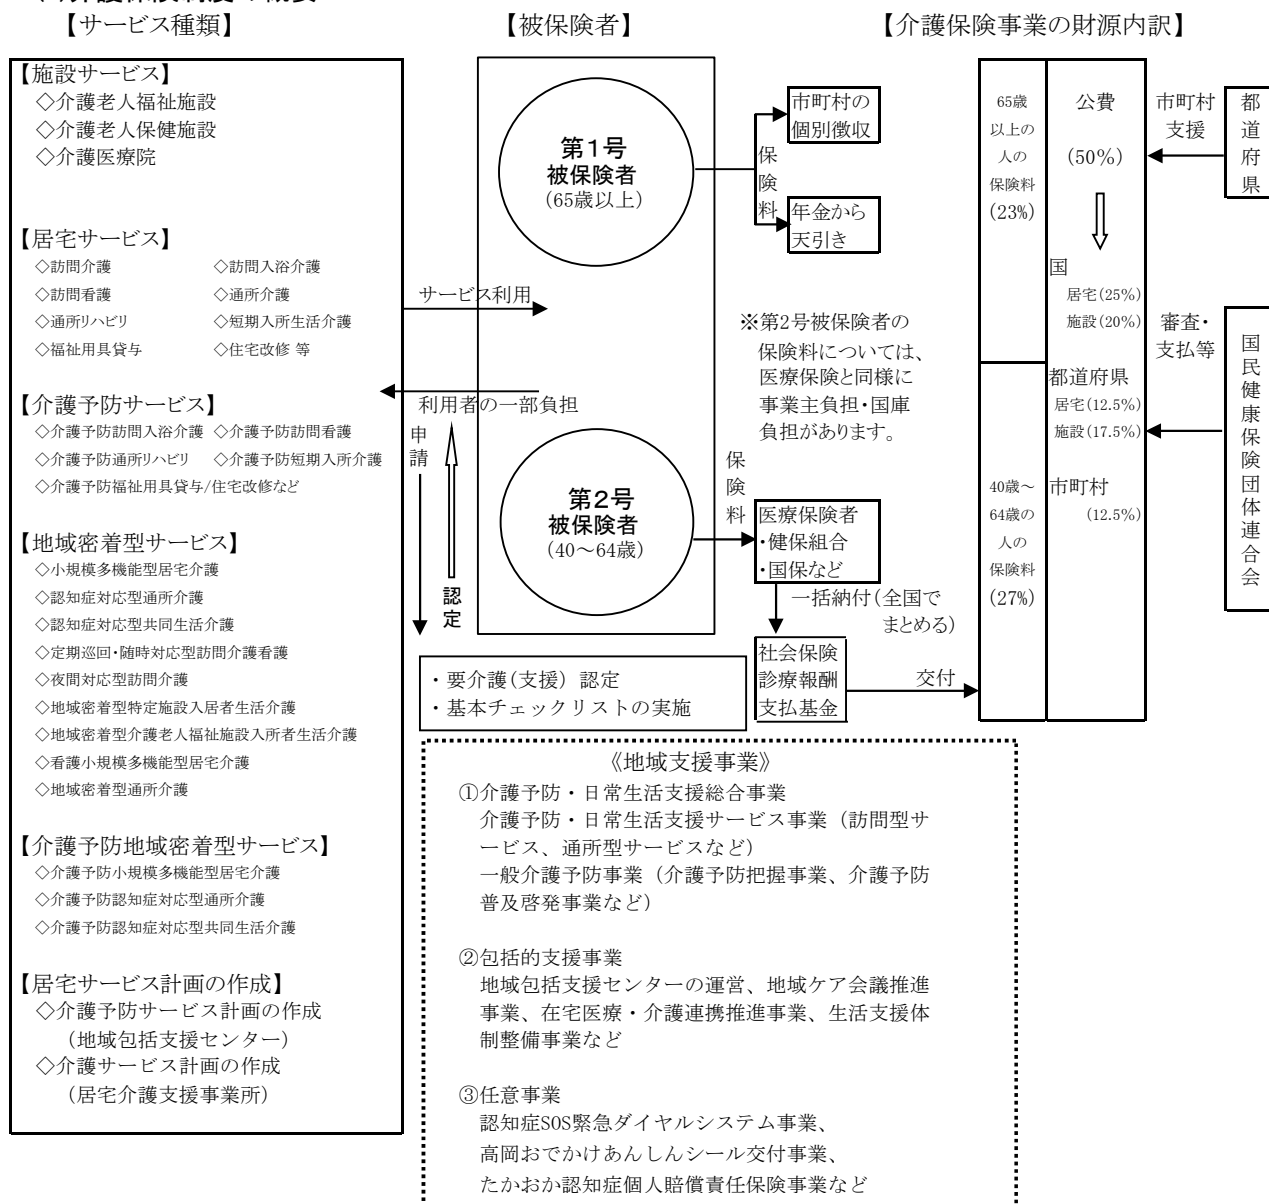 【サービス種類】
【施設サービス】
◇介護老人福祉施設
◇介護老人保健施設
◇介護医療院
【居宅サービス】
◇訪問介護 ◇訪問入浴介護
◇訪問看護 ◇通所介護
◇通所リハビリ ◇短期入所生活介護
◇福祉用具貸与 ◇住宅改修 等
【介護予防サービス】
◇介護予防訪問入浴介護 ◇介護予防訪問看護
◇介護予防通所リハビリ ◇介護予防短期入所介護
◇介護予防福祉用具貸与/住宅改修など
【地域密着型サービス】
◇小規模多機能型居宅介護
◇認知症対応型通所介護
◇認知症対応型共同生活介護
◇定期巡回・随時対応型訪問介護看護
◇夜間対応型訪問介護
◇地域密着型特定施設入居者生活介護
◇地域密着型介護老人福祉施設入所者生活介護
◇看護小規模多機能型居宅介護
◇地域密着型通所介護
【介護予防地域密着型サービス】
◇介護予防小規模多機能型居宅介護
◇介護予防認知症対応型通所介護
◇介護予防認知症対応型共同生活介護
【居宅サービス計画の作成】
◇介護予防サービス計画の作成
(地域包括支援センター)
◇介護サービス計画の作成
(居宅介護支援事業所)
【被保険者】
第1号
被保険者
(65歳以上)
サービス利用
利用者の一部負担
申請
認定
第2号
被保険者
(40～64歳)
・要介護(支援) 認定
・基本チェックリストの実施
保険料
市町村の
個別徴収
年金から
天引き
※第2号被保険者の
保険料については、
医療保険と同様に
事業主負担・国庫
負担があります。
保険料
医療保険者
・健保組合
・国保など
一括納付(全国で
まとめる)
社会保険
診療報酬
支払基金
交付
【介護保険事業の財源内訳】
65歳
以上の
人の
保険料
(23%)
40歳～
64歳の
人の
保険料
(27%)
公費
(50%)
国
居宅(25%)
施設(20%)
都道府県
居宅(12.5%)
施設(17.5%)
市町村
(12.5%)
市町村
支援
都道府県
審査・
支払等
国民健康保険団体連合会
《地域支援事業》
①介護予防・日常生活支援総合事業
介護予防・日常生活支援サービス事業(訪問型サ
ービス、通所型サービスなど)
一般介護予防事業(介護予防把握事業、介護予防
普及啓発事業など)
②包括的支援事業
地域包括支援センターの運営、地域ケア会議推進
事業、在宅医療・介護連携推進事業、生活支援体
制整備事業など
③任意事業
認知症SOS緊急ダイヤルシステム事業、
高岡おでかけあんしんシール交付事業、
たかおか認知症個人賠償責任保険事業など